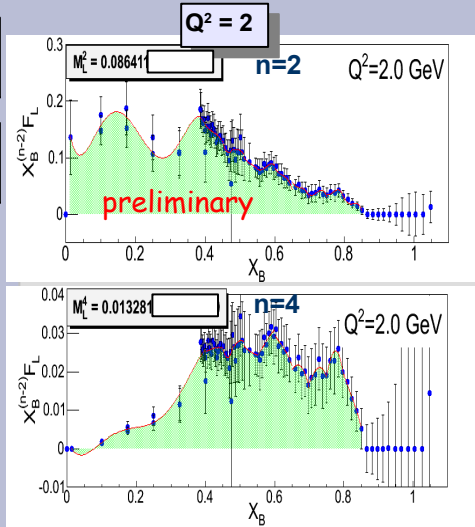 Q² = 2
M²_L = 0.086411
n=2
Q²=2.0 GeV
0.3
0.2
0.1
0
X_B^(n-2) F_L
preliminary
0 0.2 0.4 0.6 0.8 1
X_B
M⁴_L = 0.013281
n=4
Q²=2.0 GeV
0.04
0.03
0.02
0.01
0
-0.01
X_B^(n-2) F_L
0 0.2 0.4 0.6 0.8 1
X_B